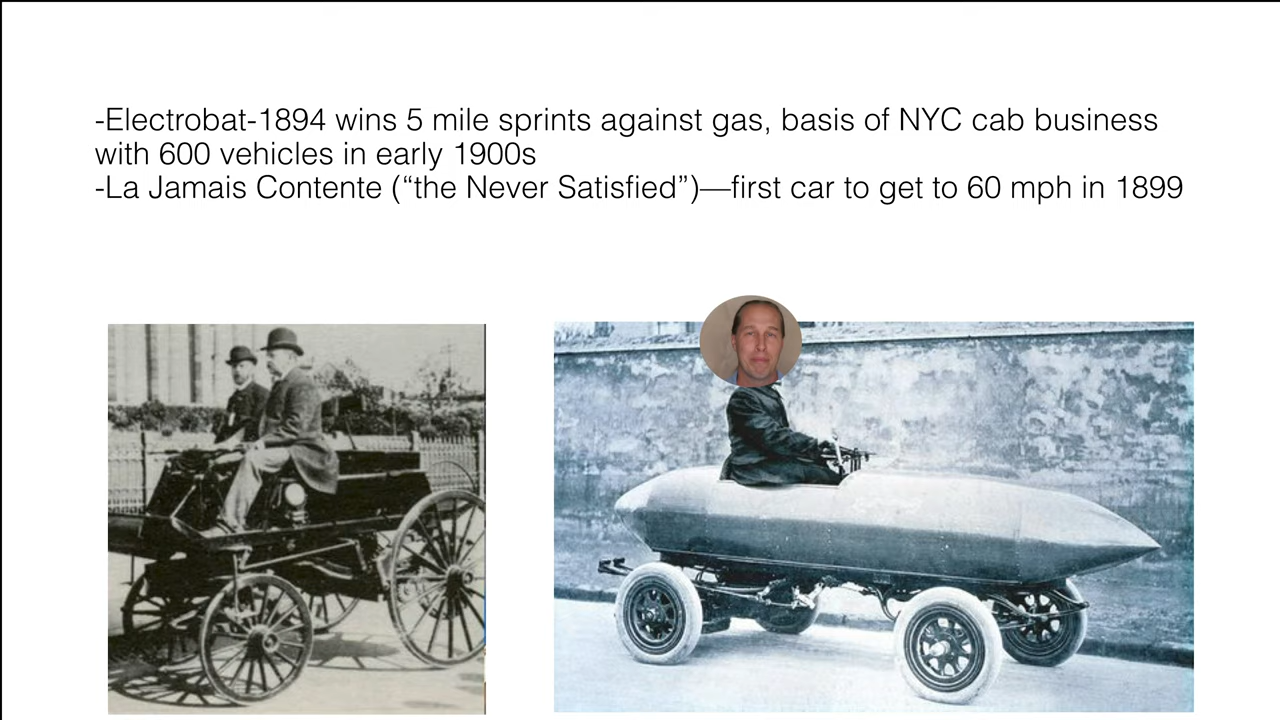 -Electrobat-1894 wins 5 mile sprints against gas, basis of NYC cab business
with 600 vehicles in early 1900s
-La Jamais Contente (“the Never Satisfied”)—first car to get to 60 mph in 1899